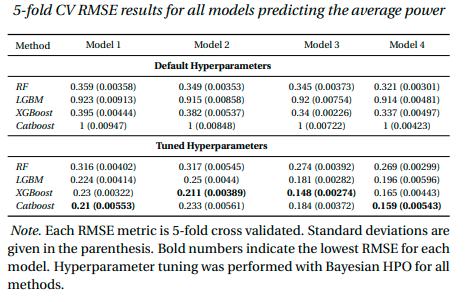 5-fold CV RMSE results for all models predicting the average power
Method Model 1 Model 2 Model 3 Model 4
Default Hyperparameters
RF 0.359 (0.00358) 0.349 (0.00353) 0.345 (0.00373) 0.321 (0.00301)
LGBM 0.923 (0.00913) 0.915 (0.00858) 0.92 (0.00754) 0.914 (0.00481)
XGBoost 0.395 (0.00444) 0.382 (0.00537) 0.34 (0.00226) 0.337 (0.00497)
Catboost 1 (0.00947) 1 (0.00848) 1 (0.00722) 1 (0.00423)
Tuned Hyperparameters
RF 0.316 (0.00402) 0.317 (0.00545) 0.274 (0.00392) 0.269 (0.00299)
LGBM 0.224 (0.00414) 0.25 (0.0044) 0.181 (0.00282) 0.196 (0.00596)
XGBoost 0.23 (0.00322) 0.211 (0.00389) 0.148 (0.00274) 0.165 (0.00443)
Catboost 0.21 (0.00553) 0.233 (0.00561) 0.184 (0.00372) 0.159 (0.00543)
Note. Each RMSE metric is 5-fold cross validated. Standard deviations are
given in the parenthesis. Bold numbers indicate the lowest RMSE for each
model. Hyperparameter tuning was performed with Bayesian HPO for all
methods.